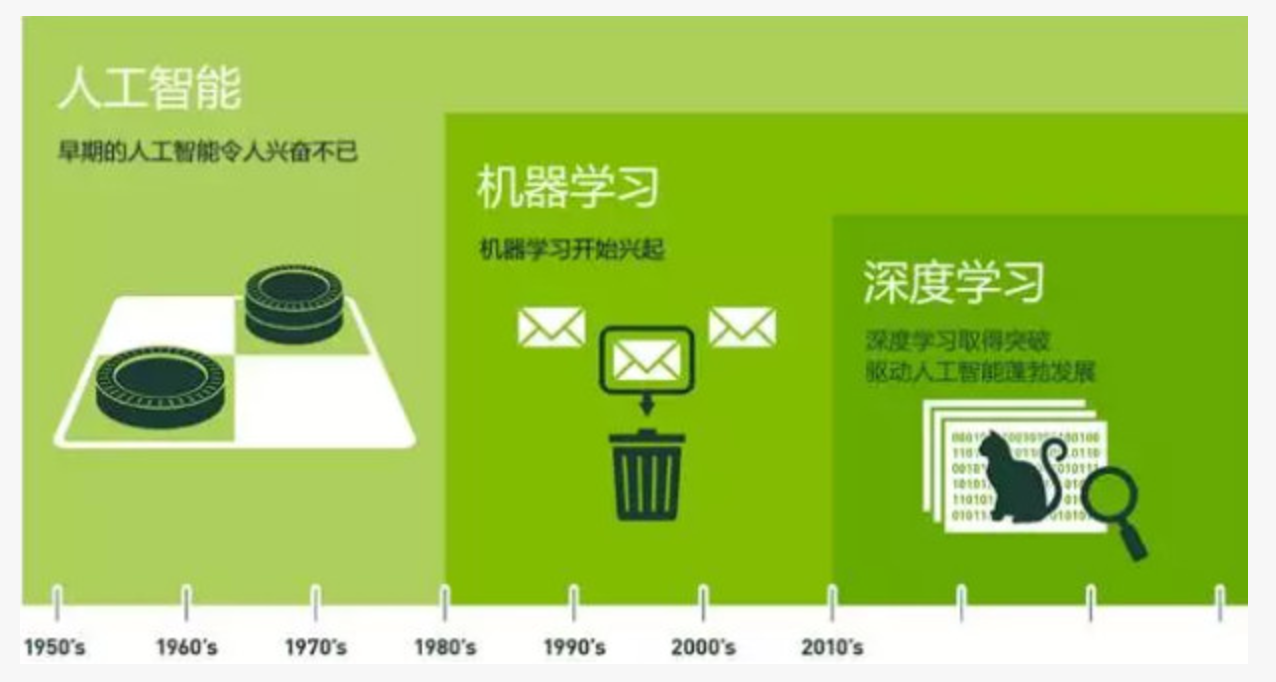 人工智能
早期的人工智能令人兴奋不已
机器学习
机器学习开始兴起
深度学习
深度学习取得突破
驱动人工智能蓬勃发展
1950's
1960's
1970's
1980's
1990's
2000's
2010's